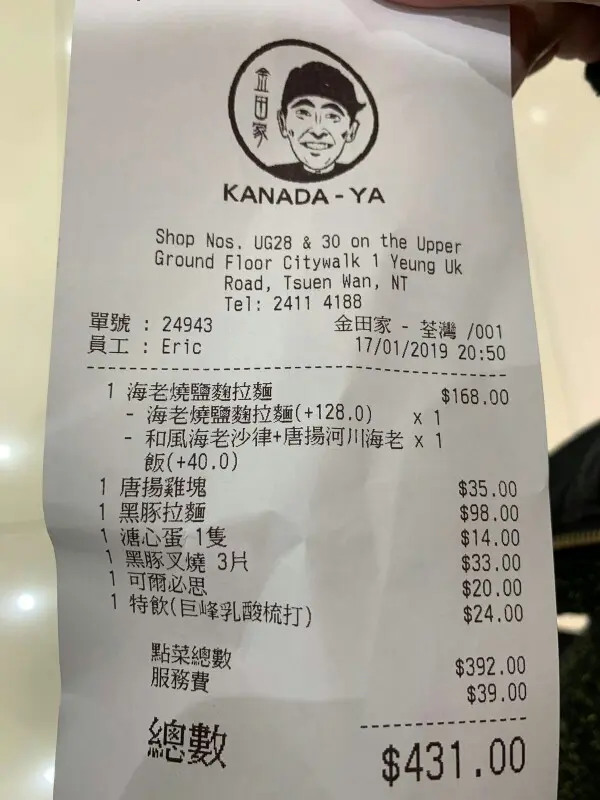 金田家
KANADA-YA
Shop Nos. UG28 & 30 on the Upper
Ground Floor Citywalk 1 Yeung Uk
Road, Tsuen Wan, NT
Tel: 2411 4188
單號 : 24943 金田家 - 荃灣 /001
員工 : Eric 17/01/2019 20:50
1 海老燒鹽麴拉麵 $168.00
- 海老燒鹽麴拉麵(+128.0) x 1
- 和風海老沙律+唐揚河川海老 x 1
飯(+40.0)
1 唐揚雞塊 $35.00
1 黑豚拉麵 $98.00
1 溏心蛋 1隻 $14.00
1 黑豚叉燒 3片 $33.00
1 可爾必思 $20.00
1 特飲(巨峰乳酸梳打) $24.00
點菜總數 $392.00
服務費 $39.00
總數 $431.00